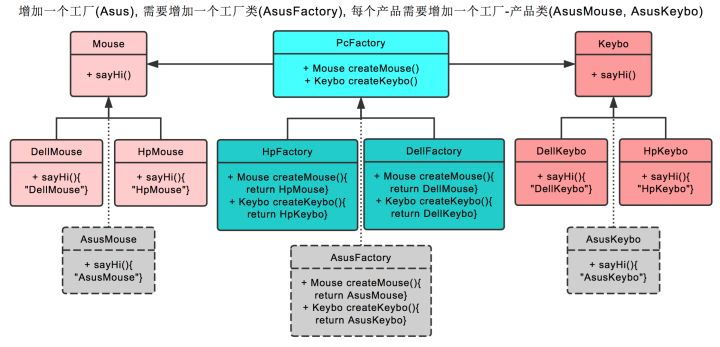 增加一个工厂(Asus), 需要增加一个工厂类(AsusFactory), 每个产品需要增加一个工厂-产品类(AsusMouse, AsusKeybo)
Mouse
+ sayHi()
PcFactory
+ Mouse createMouse()
+ Keybo createKeybo()
Keybo
+ sayHi()
DellMouse
+ sayHi(){
"DellMouse"}
HpMouse
+ sayHi(){
"HpMouse"}
HpFactory
+ Mouse createMouse(){
return HpMouse}
+ Keybo createKeybo(){
return HpKeybo}
DellFactory
+ Mouse createMouse(){
return DellMouse}
+ Keybo createKeybo(){
return DellKeybo}
DellKeybo
+ sayHi(){
"DellKeybo"}
HpKeybo
+ sayHi(){
"HpKeybo"}
AsusMouse
+ sayHi(){
"AsusMouse"}
AsusFactory
+ Mouse createMouse(){
return AsusMouse}
+ Keybo createKeybo(){
return AsusKeybo}
AsusKeybo
+ sayHi(){
"AsusKeybo"}